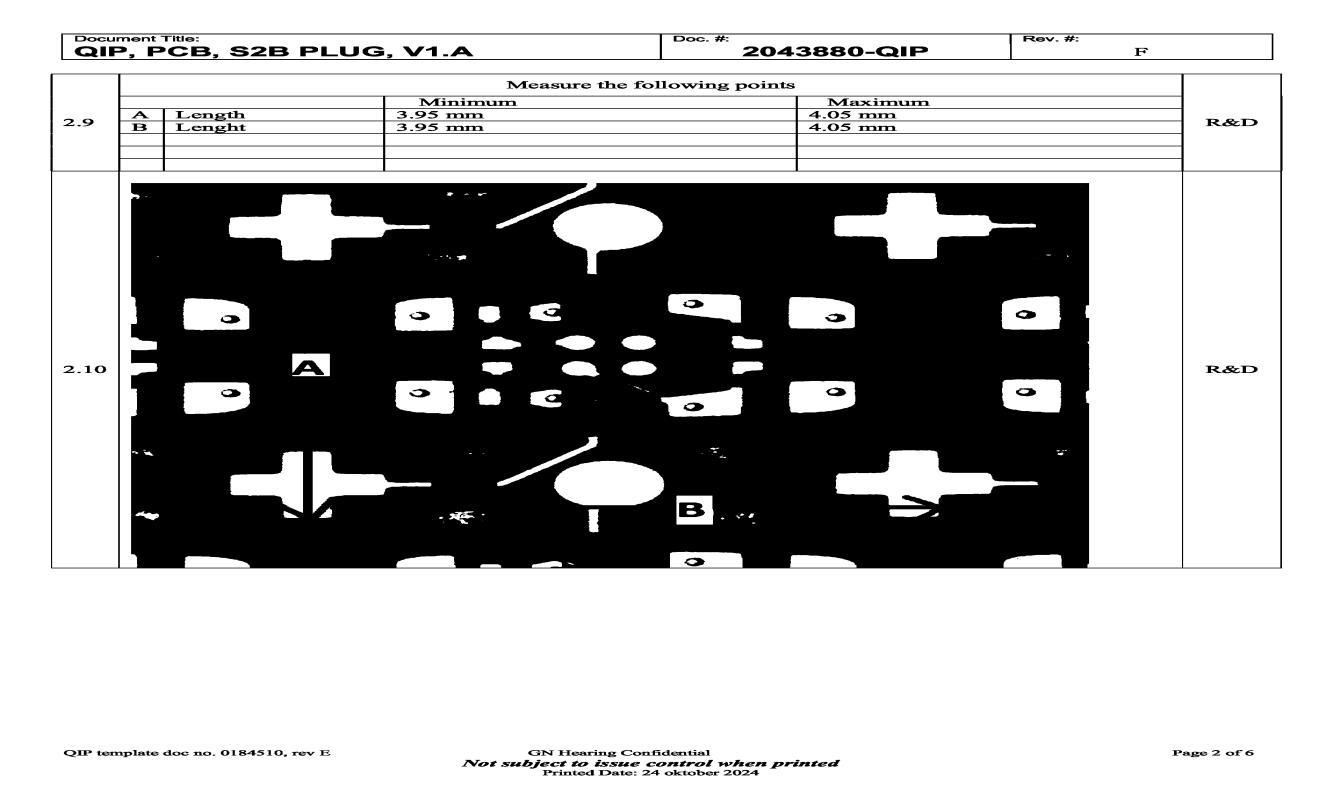 Document Title: Doc. #: Rev. #:
QIP, PCB, S2B PLUG, V1.A 2043880-QIP F
Measure the following points
Minimum Maximum
2.9 A Length 3.95 mm 4.05 mm R&D
B Lenght 3.95 mm 4.05 mm
2.10 A R&D
B
QIP template doc no. 0184510, rev E GN Hearing Confidential Page 2 of 6
Not subject to issue control when printed
Printed Date: 24 oktober 2024